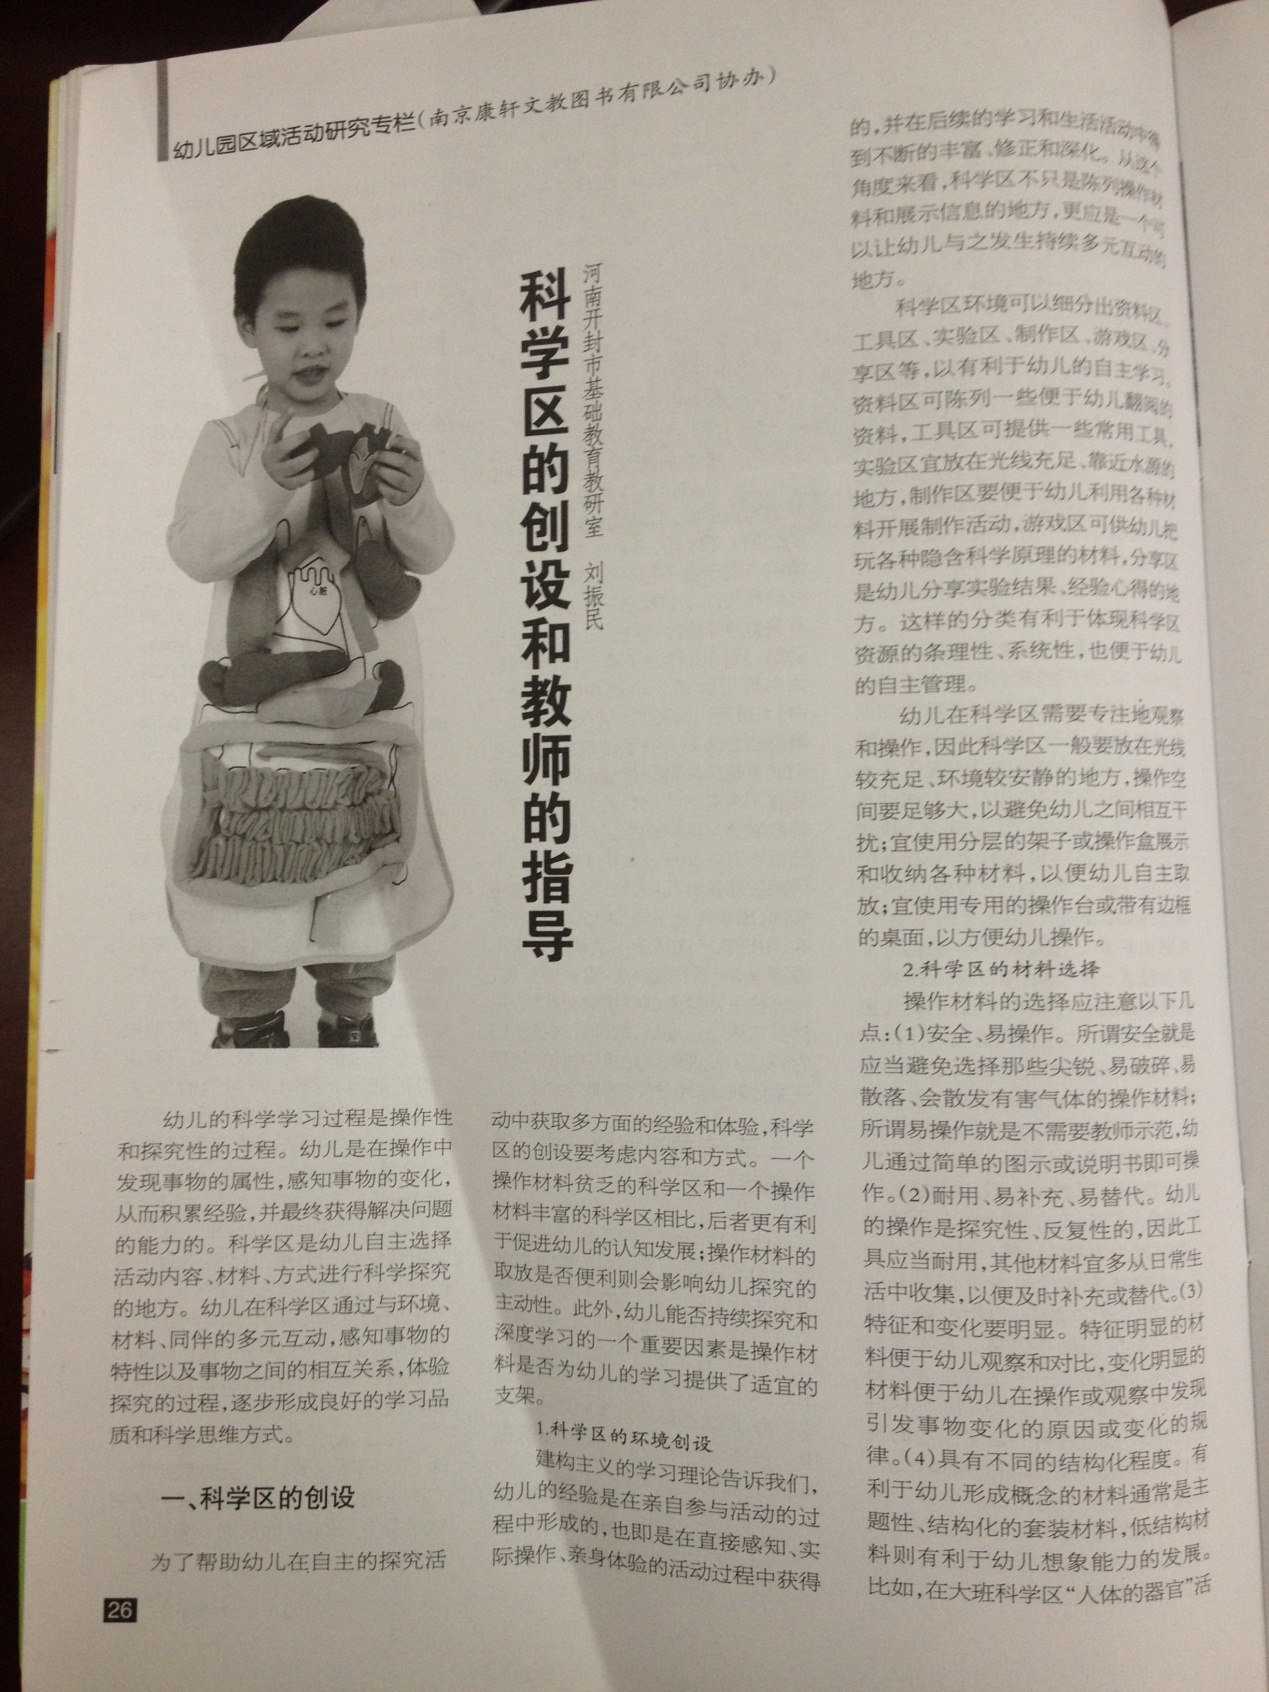 幼儿园区域活动研究专栏(南京康轩文教图书有限公司协办)
科学区的创设和教师的指导
河南开封市基础教育教研室 刘振民
心脏
幼儿的科学学习过程是操作性
和探究性的过程。幼儿是在操作中
发现事物的属性,感知事物的变化,
从而积累经验,并最终获得解决问题
的能力的。科学区是幼儿自主选择
活动内容、材料、方式进行科学探究
的地方。幼儿在科学区通过与环境、
材料、同伴的多元互动,感知事物的
特性以及事物之间的相互关系,体验
探究的过程,逐步形成良好的学习品
质和科学思维方式。
一、科学区的创设
为了帮助幼儿在自主的探究活
动中获取多方面的经验和体验,科学
区的创设要考虑内容和方式。一个
操作材料贫乏的科学区和一个操作
材料丰富的科学区相比,后者更有利
于促进幼儿的认知发展;操作材料的
取放是否便利则会影响幼儿探究的
主动性。此外,幼儿能否持续探究和
深度学习的一个重要因素是操作材
料是否为幼儿的学习提供了适宜的
支架。
1.科学区的环境创设
建构主义的学习理论告诉我们,
幼儿的经验是在亲自参与活动的过
程中形成的,也即是在直接感知、实
际操作、亲身体验的活动过程中获得
的,并在后续的学习和生活活动中得
到不断的丰富、修正和深化。从这个
角度来看,科学区不只是陈列操作材
料和展示信息的地方,更应是一个可
以让幼儿与之发生持续多元互动的
地方。
科学区环境可以细分出资料区、
工具区、实验区、制作区、游戏区、分
享区等,以有利于幼儿的自主学习。
资料区可陈列一些便于幼儿翻阅的
资料,工具区可提供一些常用工具,
实验区宜放在光线充足、靠近水源的
地方,制作区要便于幼儿利用各种材
料开展制作活动,游戏区可供幼儿把
玩各种隐含科学原理的材料,分享区
是幼儿分享实验结果、经验心得的地
方。这样的分类有利于体现科学区
资源的条理性、系统性,也便于幼儿
的自主管理。
幼儿在科学区需要专注地观察
和操作,因此科学区一般要放在光线
较充足、环境较安静的地方,操作空
间要足够大,以避免幼儿之间相互干
扰;宜使用分层的架子或操作盒展示
和收纳各种材料,以便幼儿自主取
放;宜使用专用的操作台或带有边框
的桌面,以方便幼儿操作。
2.科学区的材料选择
操作材料的选择应注意以下几
点:(1)安全、易操作。所谓安全就是
应当避免选择那些尖锐、易破碎、易
散落、会散发有害气体的操作材料;
所谓易操作就是不需要教师示范,幼
儿通过简单的图示或说明书即可操
作。(2)耐用、易补充、易替代。幼儿
的操作是探究性、反复性的,因此工
具应当耐用,其他材料宜多从日常生
活中收集,以便及时补充或替代。(3)
特征和变化要明显。特征明显的材
料便于幼儿观察和对比,变化明显的
材料便于幼儿在操作或观察中发现
引发事物变化的原因或变化的规
律。(4)具有不同的结构化程度。有
利于幼儿形成概念的材料通常是主
题性、结构化的套装材料,低结构材
料则有利于幼儿想象能力的发展。
比如,在大班科学区“人体的器官”活
26